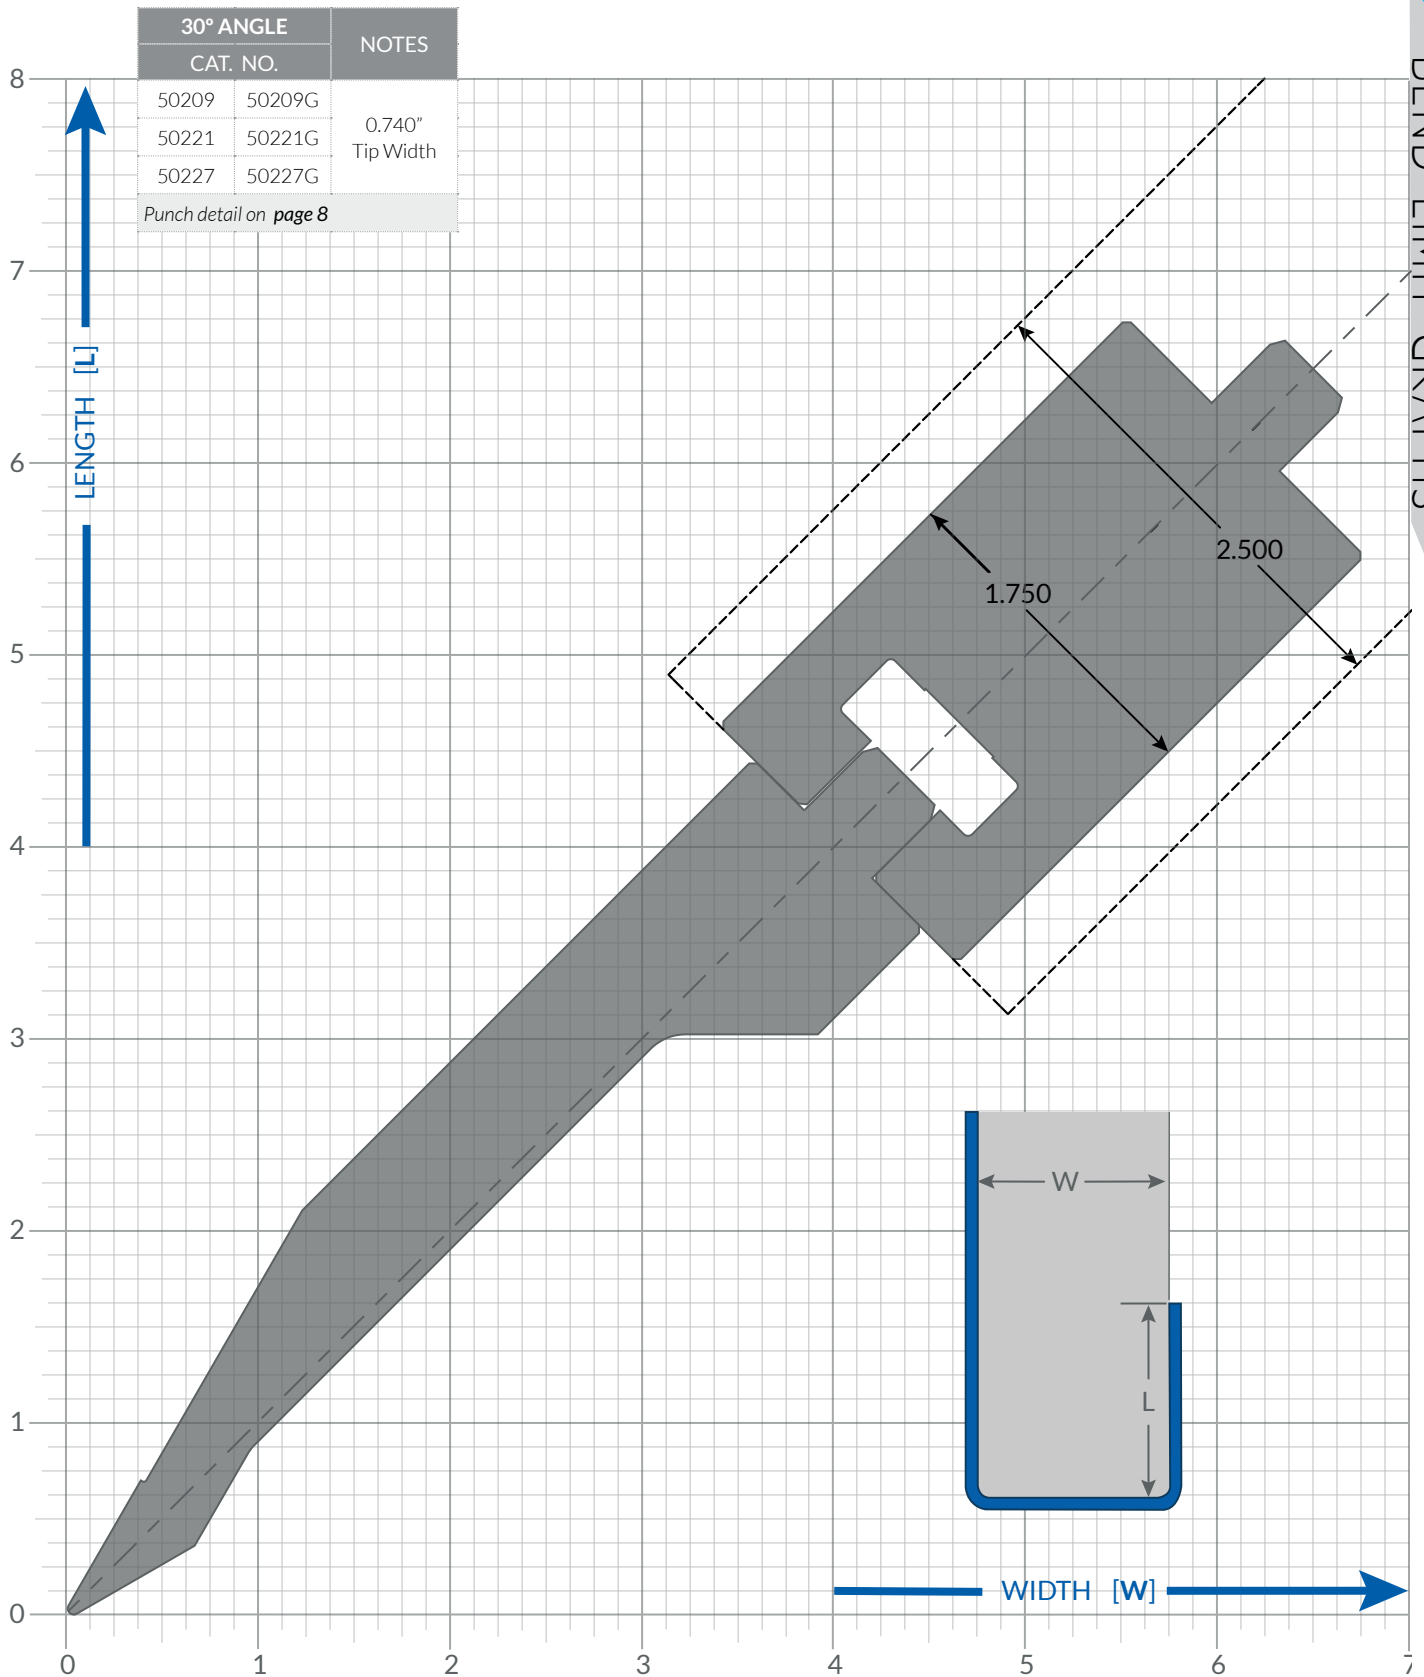 30° ANGLE
NOTES
CAT. NO.
50209 50209G
50221 50221G
50227 50227G
0.740”
Tip Width
Punch detail on page 8
8
7
6
5
4
3
2
1
0
LENGTH [L]
2.500
1.750
W
L
WIDTH [W]
0 1 2 3 4 5 6 7